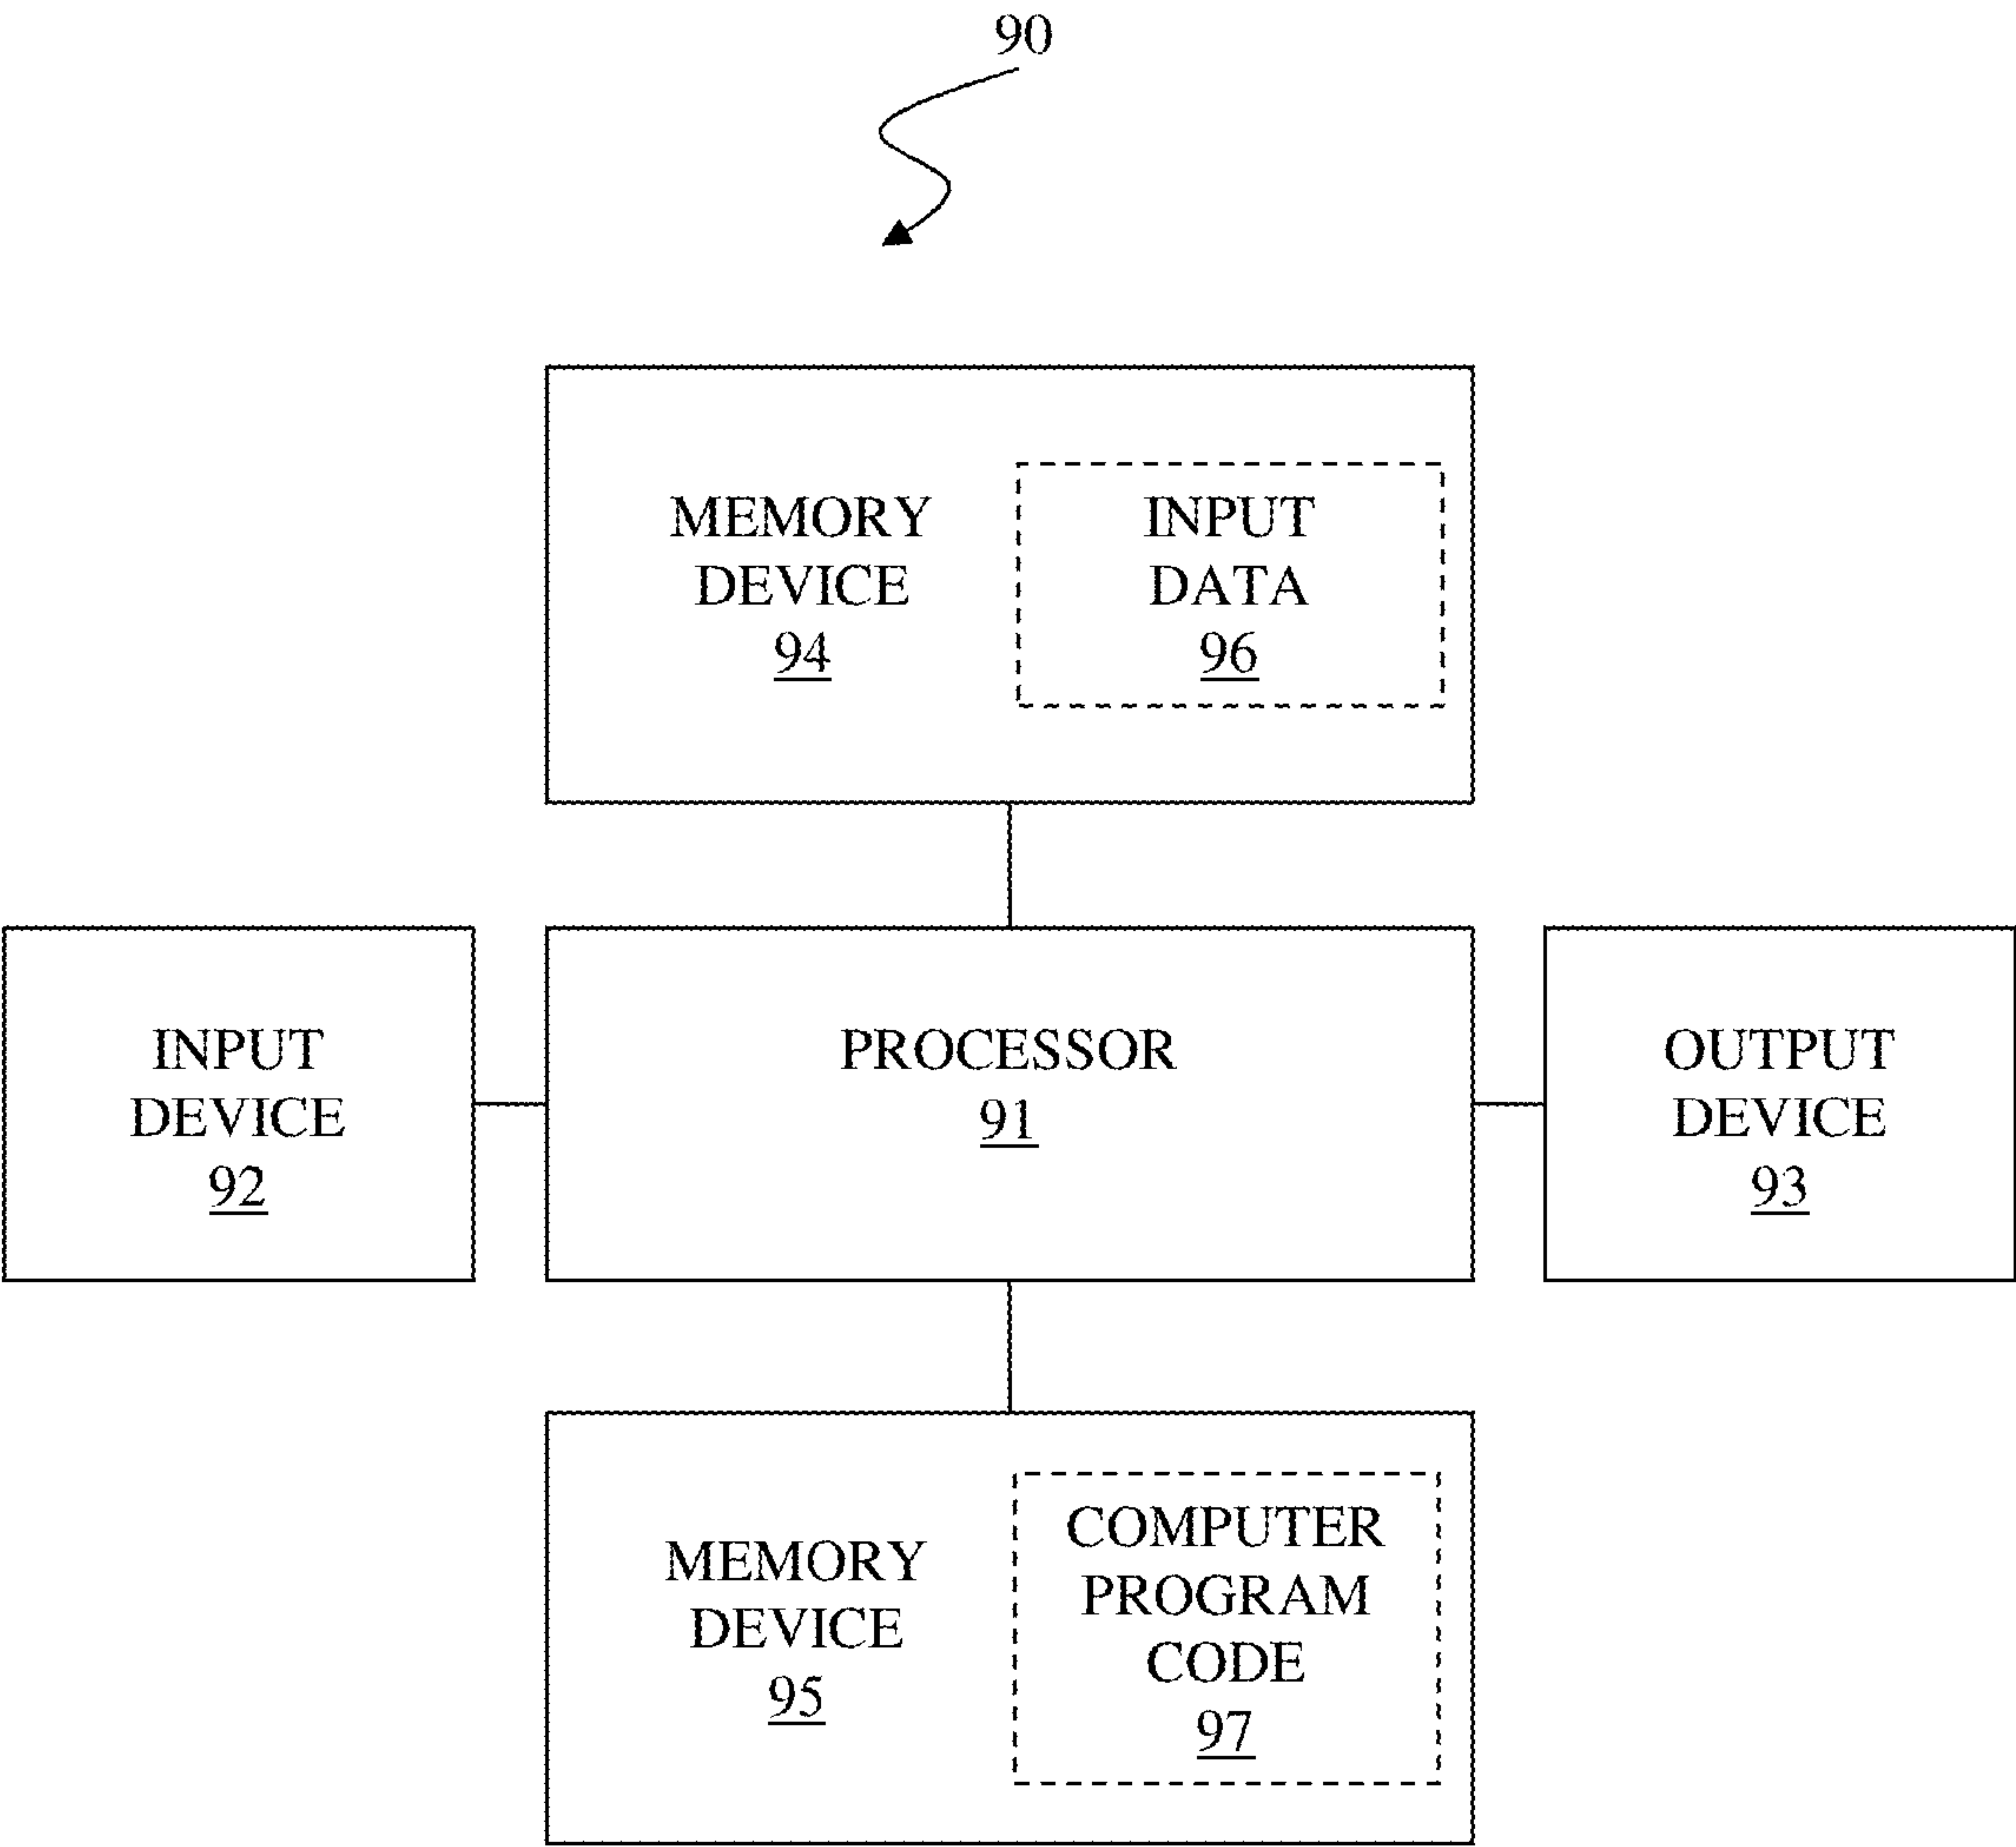 90
MEMORY
DEVICE
94
INPUT
DATA
96
INPUT
DEVICE
92
PROCESSOR
91
OUTPUT
DEVICE
93
MEMORY
DEVICE
95
COMPUTER
PROGRAM
CODE
97